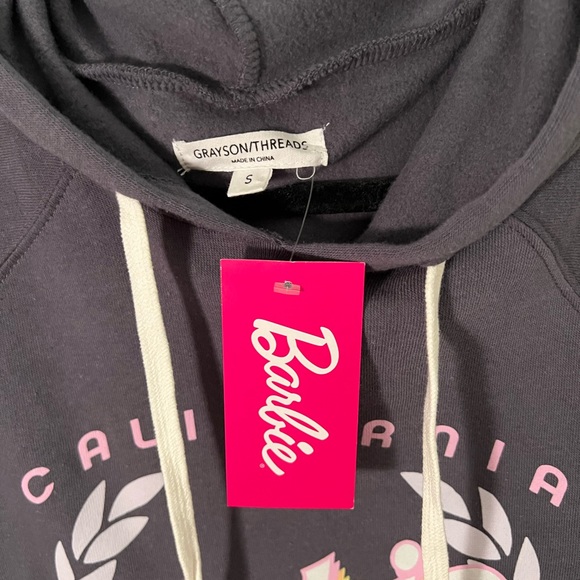 GRAYSON/THREADS
MADE IN CHINA
S
Barbie®
CALI RNIA